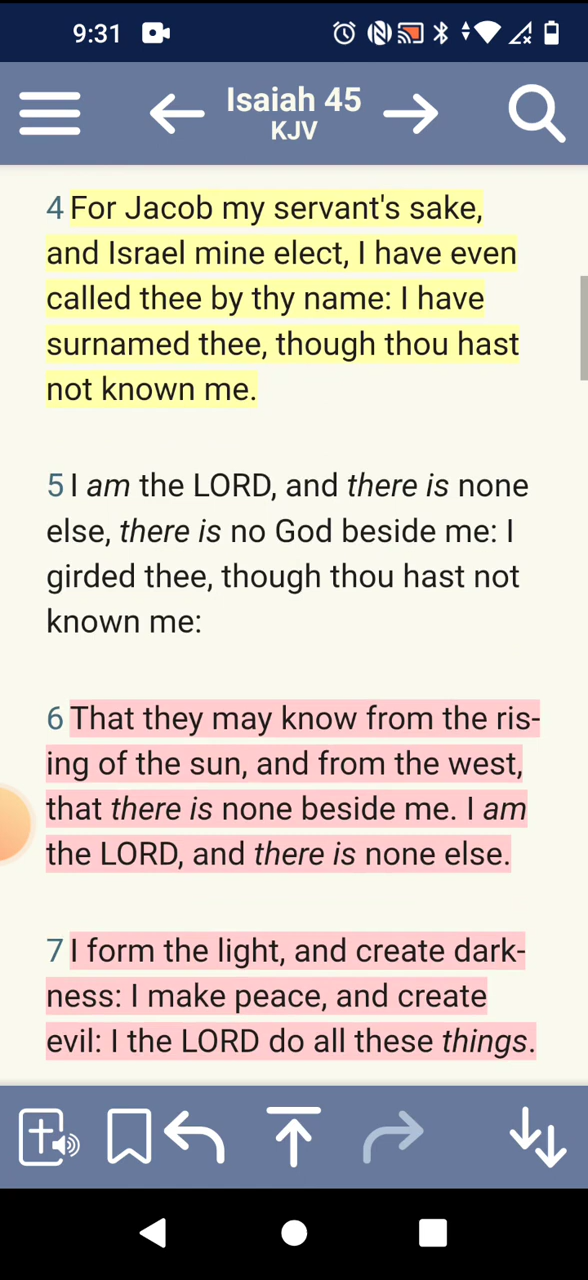 9:31
Isaiah 45
KJV
4 For Jacob my servant's sake,
and Israel mine elect, I have even
called thee by thy name: I have
surnamed thee, though thou hast
not known me.
5 I am the LORD, and there is none
else, there is no God beside me: I
girded thee, though thou hast not
known me:
6 That they may know from the ris-
ing of the sun, and from the west,
that there is none beside me. I am
the LORD, and there is none else.
7 I form the light, and create dark-
ness: I make peace, and create
evil: I the LORD do all these things.